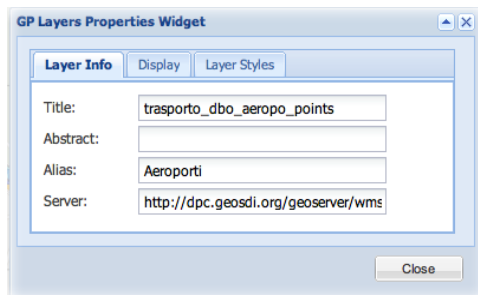 GP Layers Properties Widget
Layer Info Display Layer Styles
Title: trasporto_dbo_aeropo_points
Abstract:
Alias: Aeroporti
Server: http://dpc.geosdi.org/geoserver/wms
Close